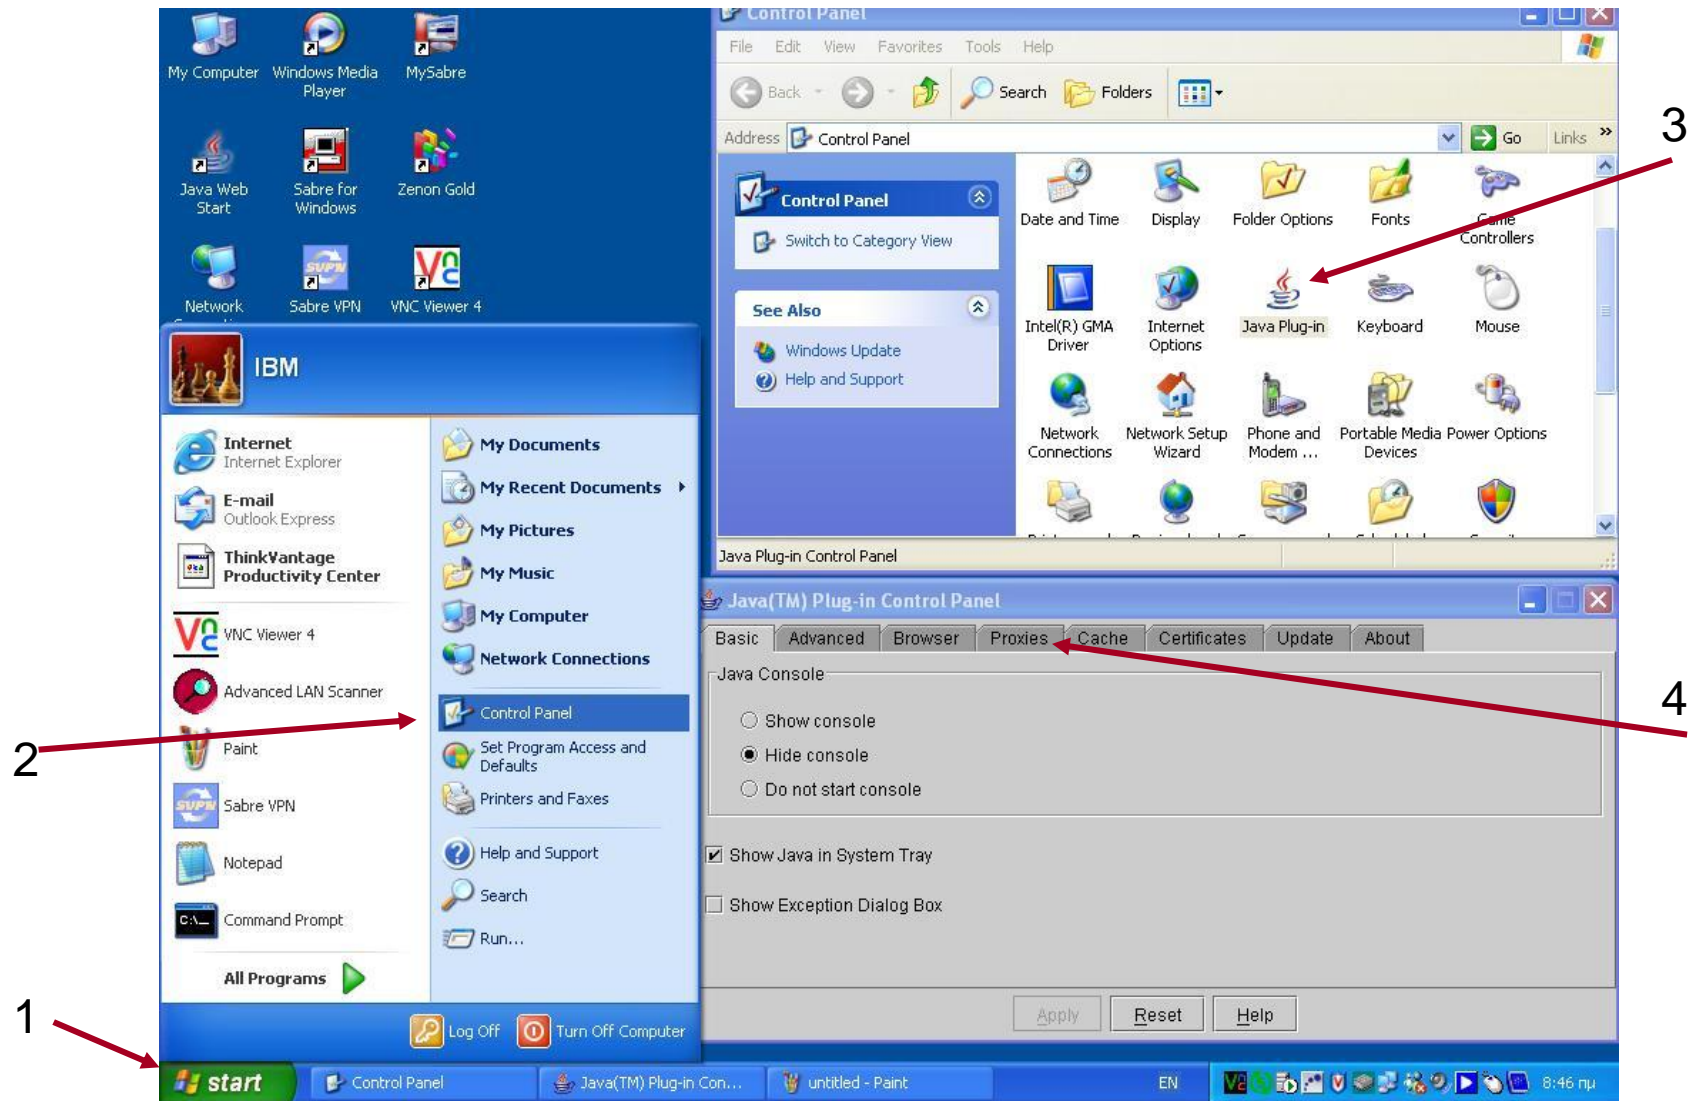 My Computer
Windows Media
Player
MySabre
Java Web
Start
Sabre for
Windows
Zenon Gold
SVPN
Network
Sabre VPN
VNC Viewer 4
IBM
Internet
Internet Explorer
E-mail
Outlook Express
ThinkVantage
Productivity Center
VNC Viewer 4
Advanced LAN Scanner
Paint
SVPN
Sabre VPN
Notepad
C:\_
Command Prompt
All Programs
My Documents
My Recent Documents
My Pictures
My Music
My Computer
Network Connections
Control Panel
Set Program Access and
Defaults
Printers and Faxes
Help and Support
Search
Run...
Log Off
Turn Off Computer
Control Panel
File Edit View Favorites Tools Help
Back
Search
Folders
Address
Control Panel
Go
Links »
Control Panel
Switch to Category View
See Also
Windows Update
Help and Support
Date and Time
Display
Folder Options
Fonts
Game
Controllers
Intel(R) GMA
Driver
Internet
Options
Java Plug-in
Keyboard
Mouse
Network
Connections
Network Setup
Wizard
Phone and
Modem ...
Portable Media
Devices
Power Options
Java Plug-in Control Panel
Java(TM) Plug-in Control Panel
Basic Advanced Browser Proxies Cache Certificates Update About
Java Console
Show console
Hide console
Do not start console
Show Java in System Tray
Show Exception Dialog Box
Apply Reset Help
start
Control Panel
Java(TM) Plug-in Con...
untitled - Paint
EN
8:46 πμ
1
2
3
4